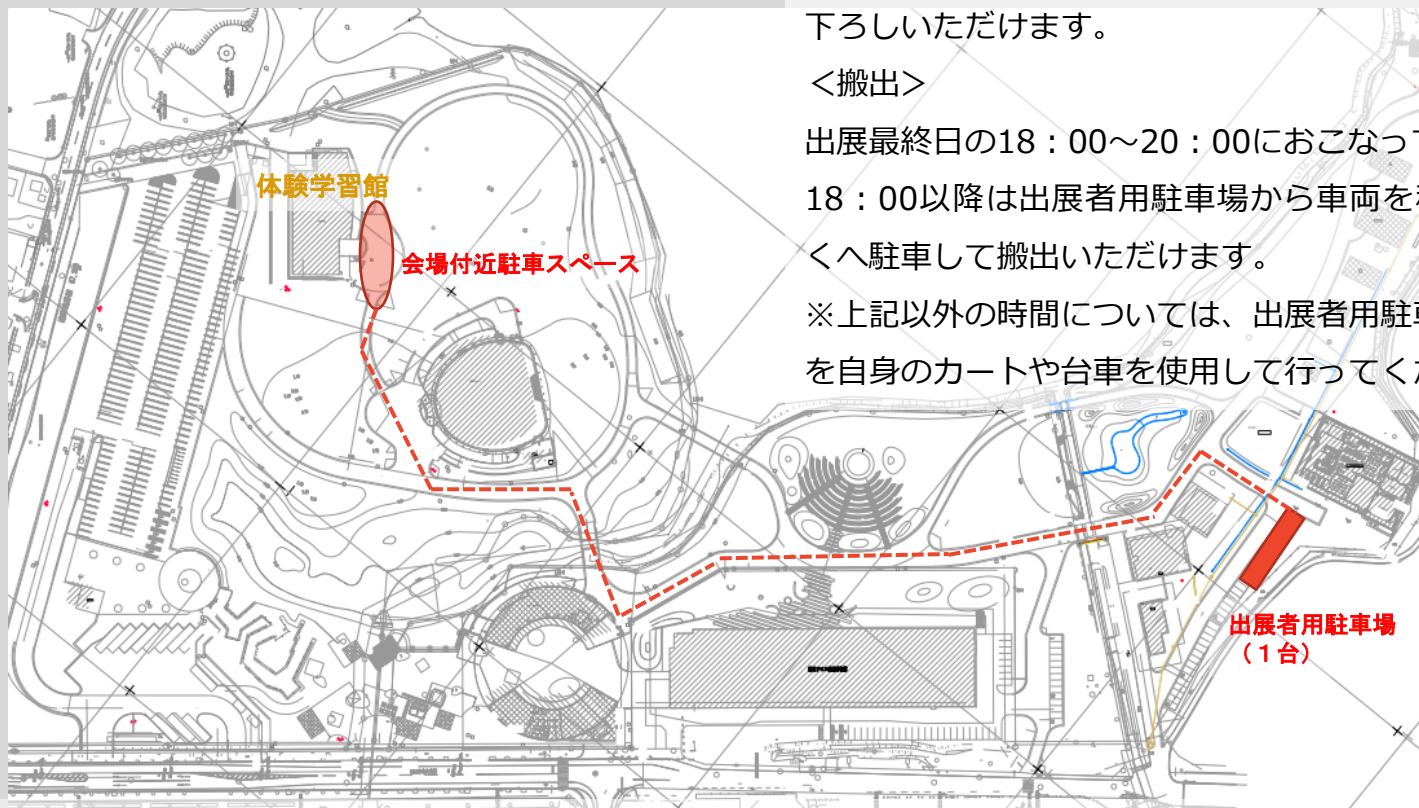 下ろしいただけます。
＜搬出＞
出展最終日の18：00～20：00におこなっ
18：00以降は出展者用駐車場から車両を
くへ駐車して搬出いただけます。
※上記以外の時間については、出展者用駐車
を自身のカートや台車を使用して行ってく
体験学習館
会場付近駐車スペース
出展者用駐車場
（１台）